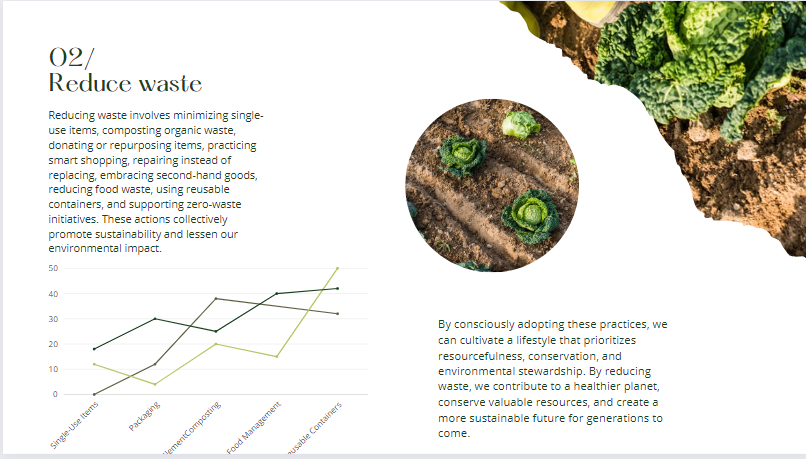 02/
Reduce waste
Reducing waste involves minimizing single-
use items, composting organic waste,
donating or repurposing items, practicing
smart shopping, repairing instead of
replacing, embracing second-hand goods,
reducing food waste, using reusable
containers, and supporting zero-waste
initiatives. These actions collectively
promote sustainability and lessen our
environmental impact.
50
40
30
20
10
0
Single-Use Items
Packaging
lementComposting
Food Management
usable Containers
By consciously adopting these practices, we
can cultivate a lifestyle that prioritizes
resourcefulness, conservation, and
environmental stewardship. By reducing
waste, we contribute to a healthier planet,
conserve valuable resources, and create a
more sustainable future for generations to
come.